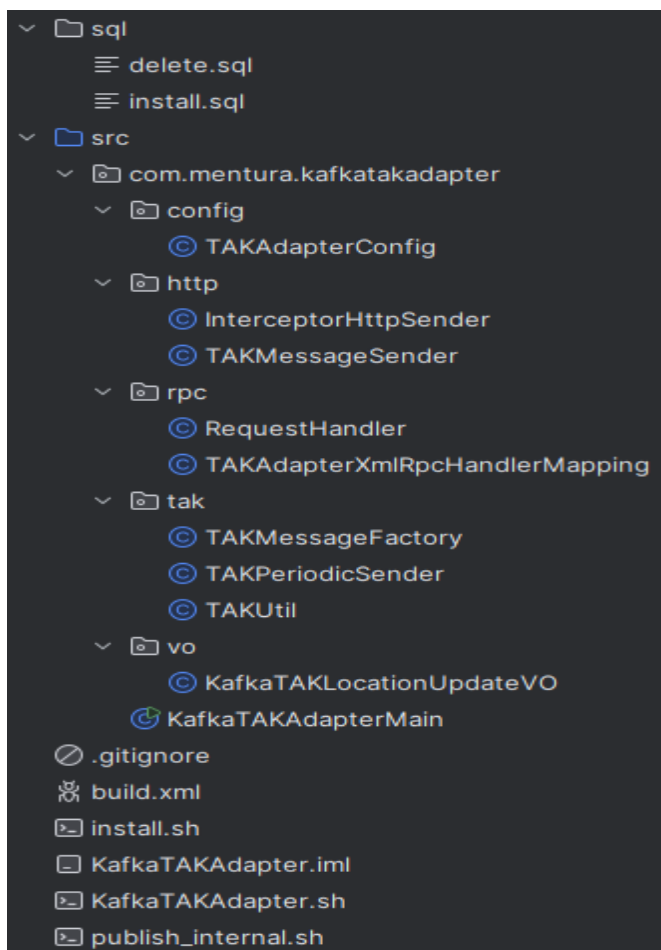 sql
delete.sql
install.sql
src
com.mentura.kafkatakadapter
config
TAKAdapterConfig
http
InterceptorHttpSender
TAKMessageSender
rpc
RequestHandler
TAKAdapterXmlRpcHandlerMapping
tak
TAKMessageFactory
TAKPeriodicSender
TAKUtil
vo
KafkaTAKLocationUpdateVO
KafkaTAKAdapterMain
.gitignore
build.xml
install.sh
KafkaTAKAdapter.iml
KafkaTAKAdapter.sh
publish_internal.sh